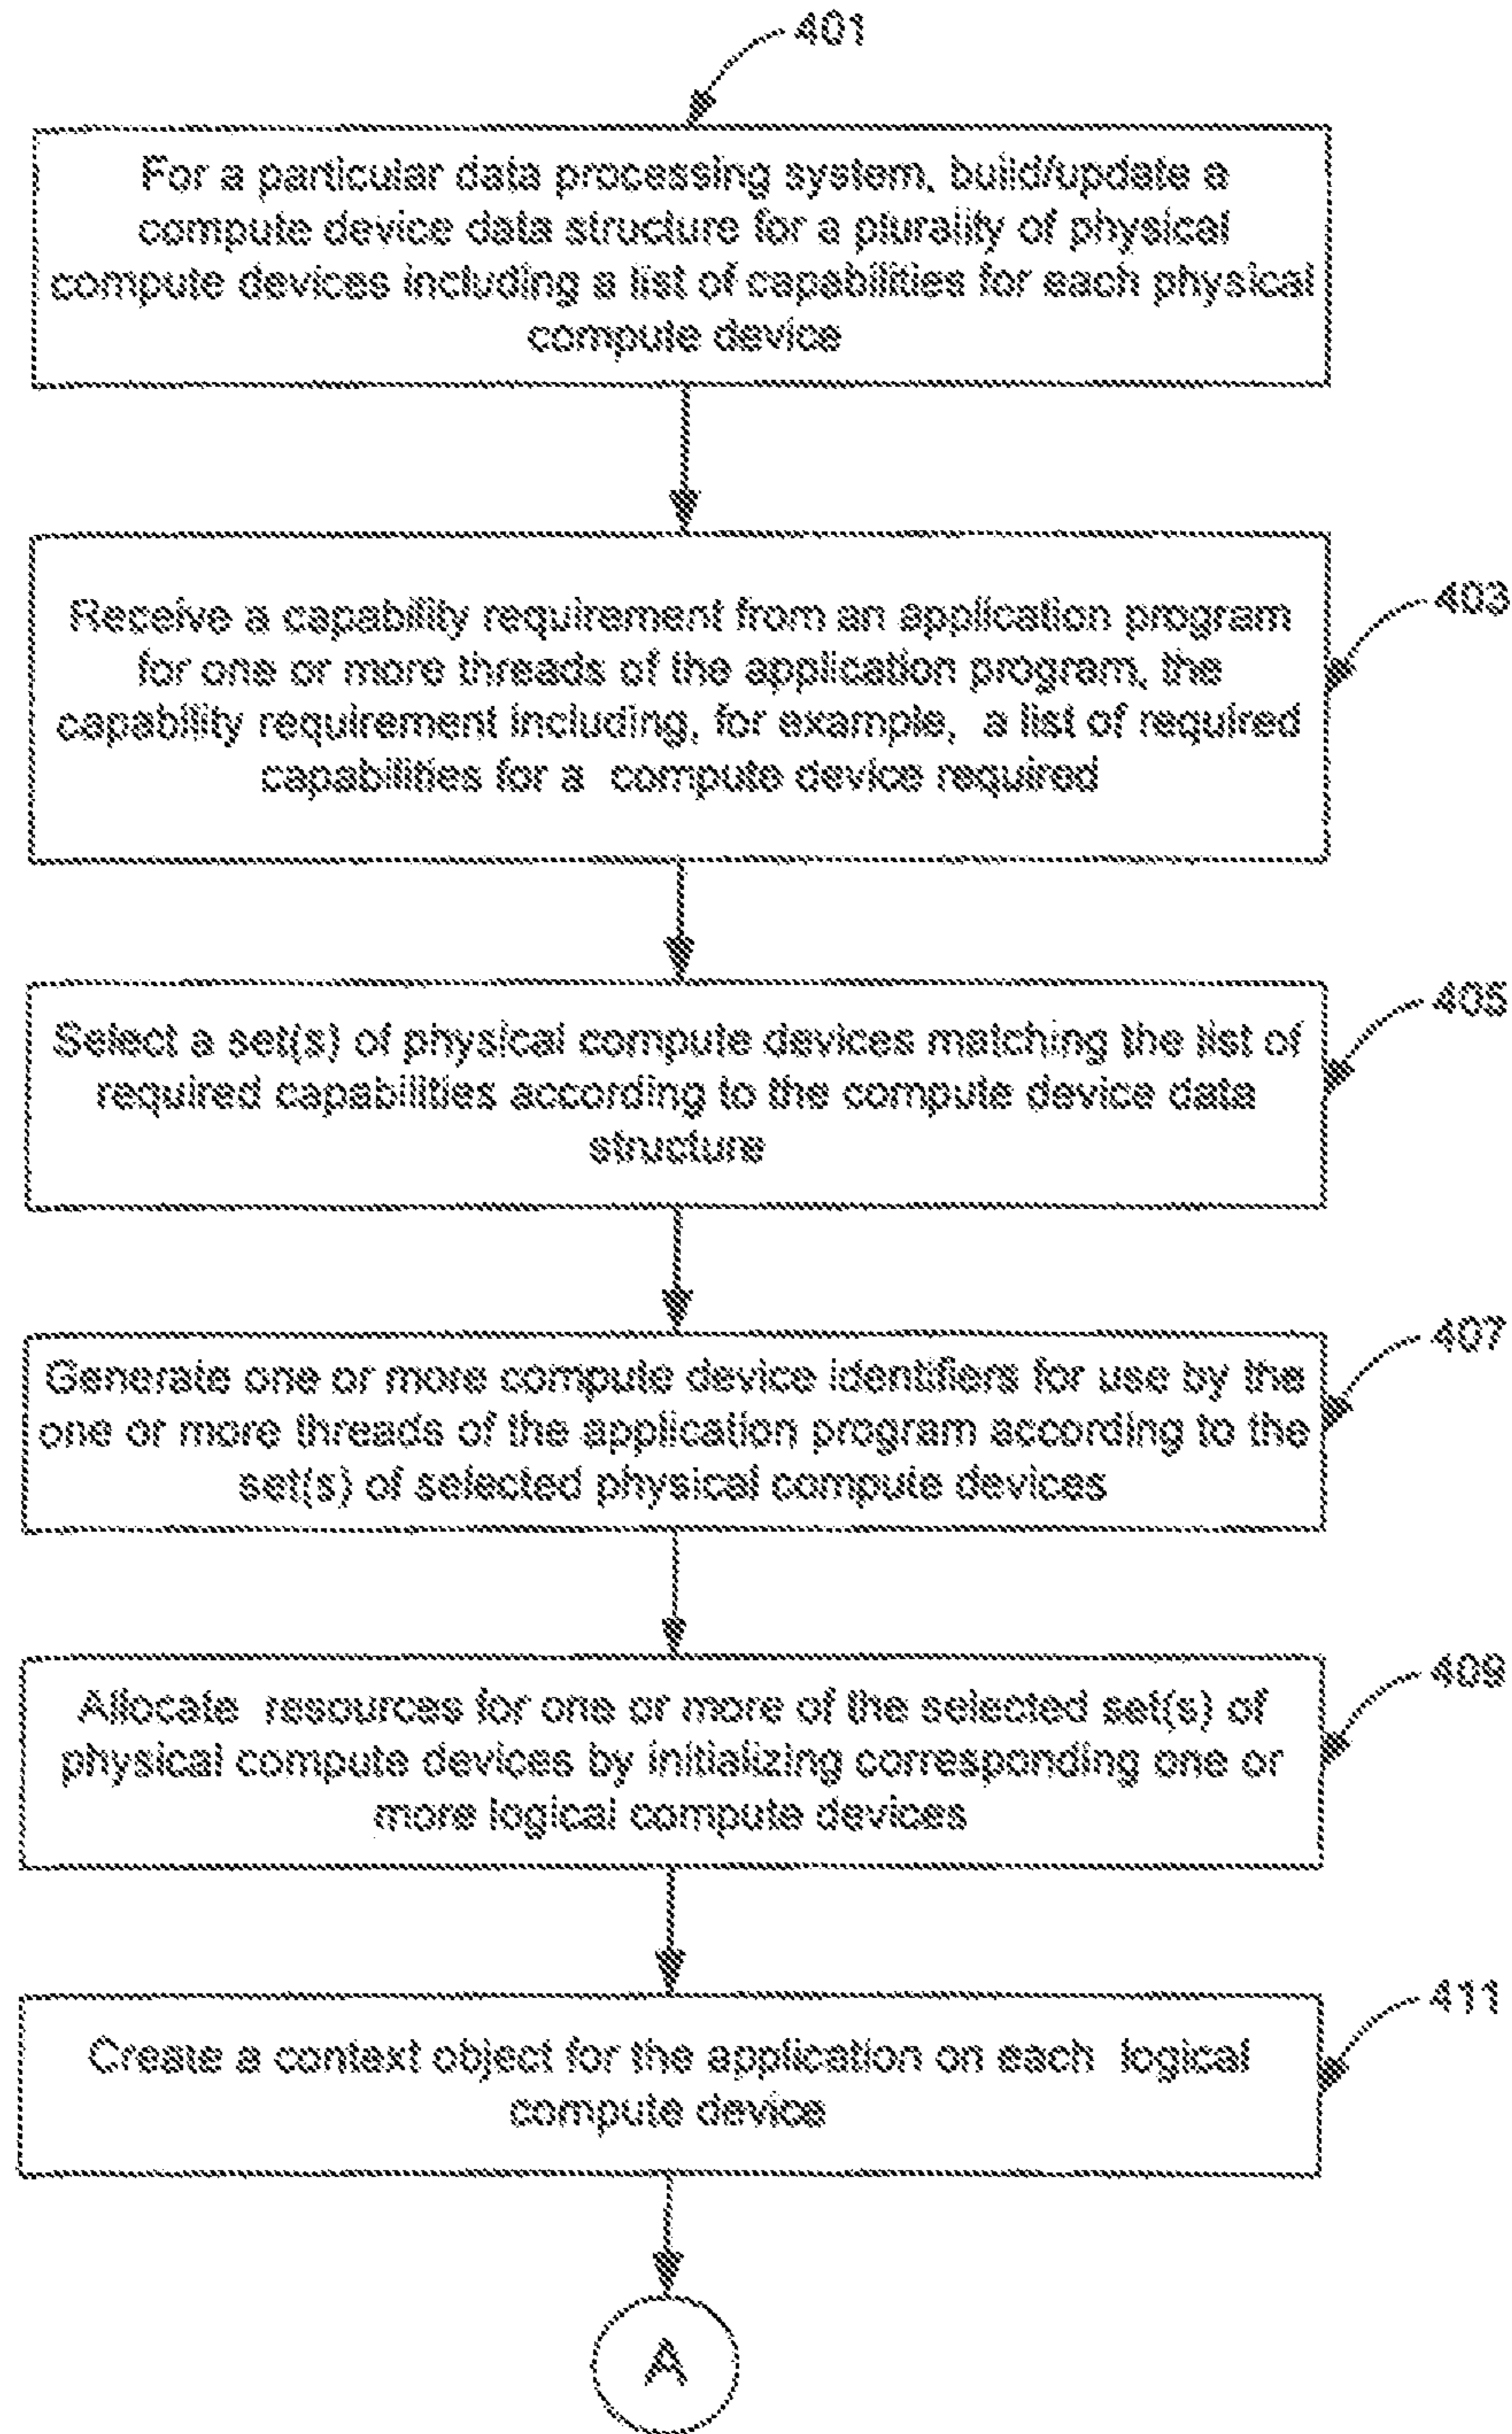 401
For a particular data processing system, build/update a
compute device data structure for a plurality of physical
compute devices including a list of capabilities for each physical
compute device
403
Receive a capability requirement from an application program
for one or more threads of the application program, the
capability requirement including, for example, a list of required
capabilities for a compute device required
405
Select a set(s) of physical compute devices matching the list of
required capabilities according to the compute device data
structure
407
Generate one or more compute device identifiers for use by the
one or more threads of the application program according to the
set(s) of selected physical compute devices
409
Allocate resources for one or more of the selected set(s) of
physical compute devices by initializing corresponding one or
more logical compute devices
411
Create a context object for the application on each logical
compute device
A